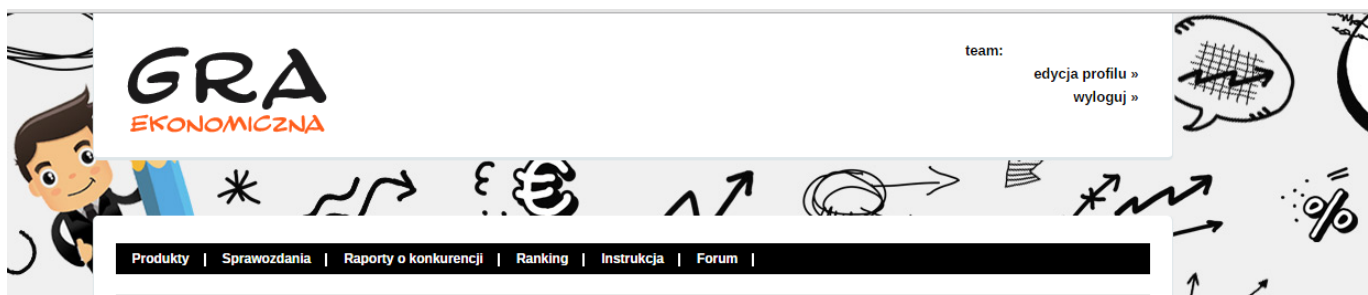 GRA
EKONOMICZNA
team:
edycja profilu »
wyloguj »
Produkty | Sprawozdania | Raporty o konkurencji | Ranking | Instrukcja | Forum |